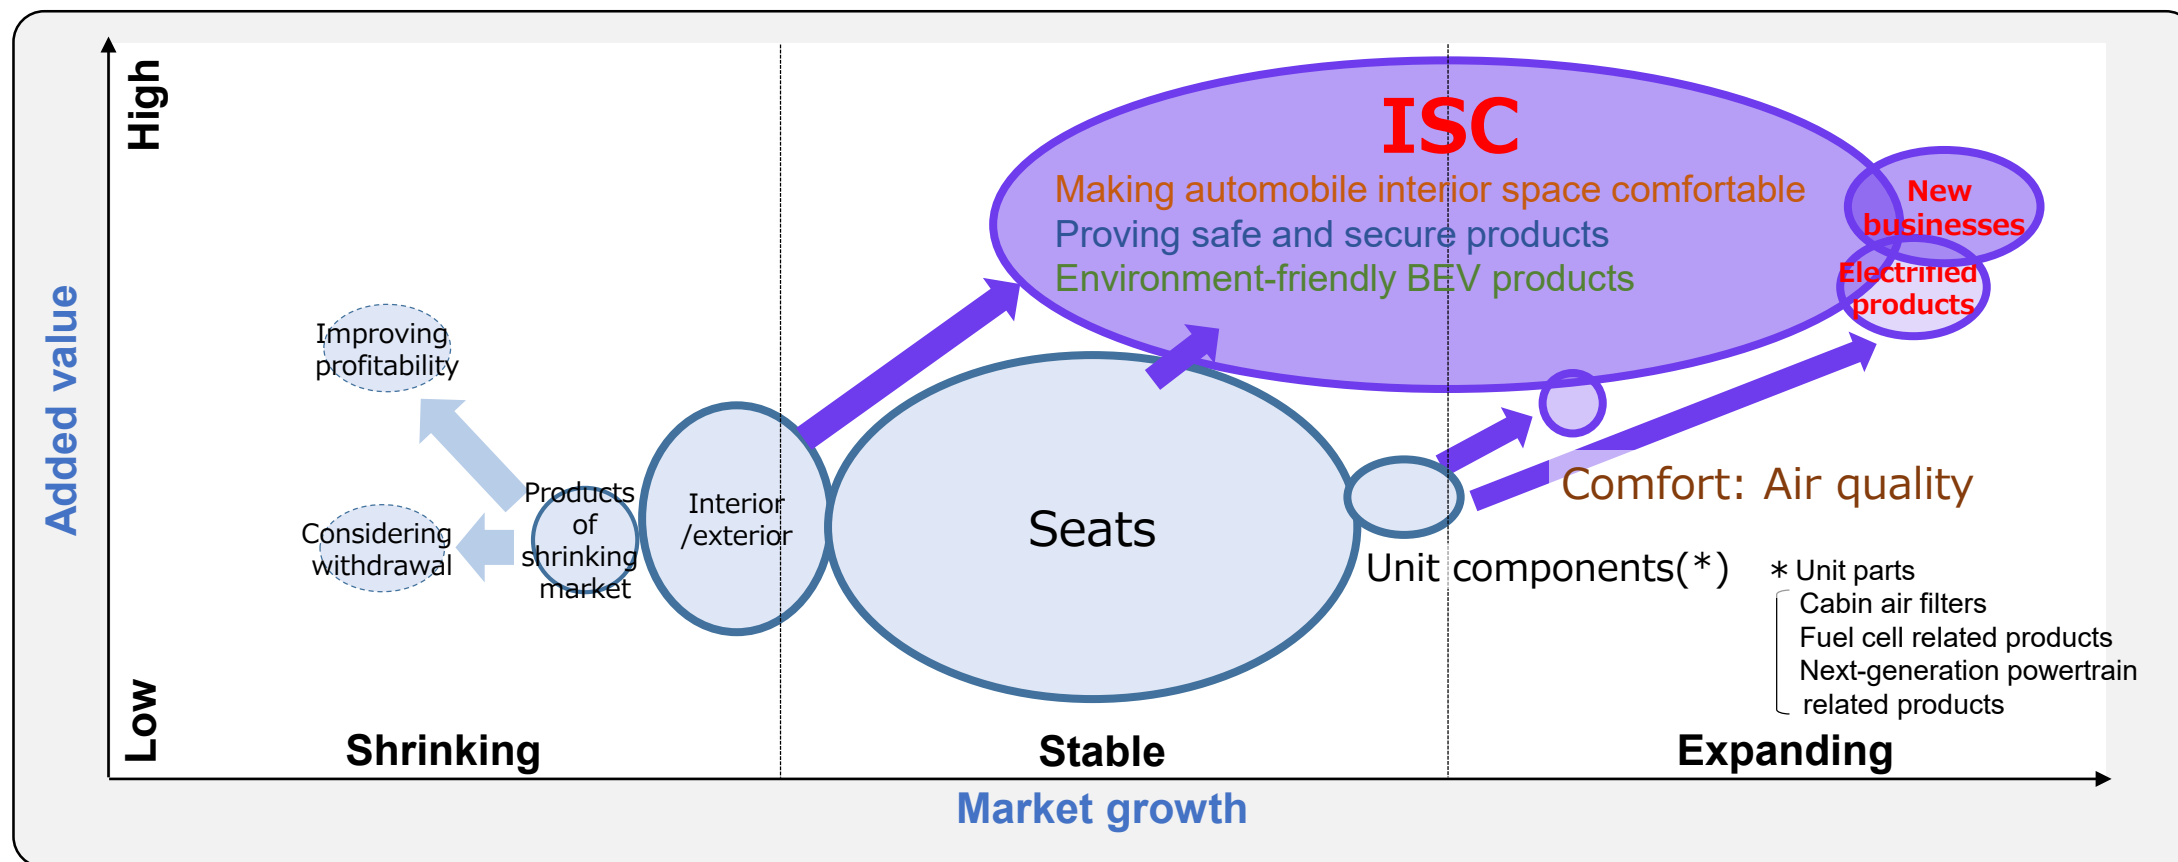 High
Added value
Low
ISC
Making automobile interior space comfortable
Proving safe and secure products
Environment-friendly BEV products
New
businesses
Electrified
products
Improving
profitability
Considering
withdrawal
Products
of
shrinking
market
Interior
/exterior
Seats
Comfort: Air quality
Unit components(*)
* Unit parts
Cabin air filters
Fuel cell related products
Next-generation powertrain
related products
Shrinking
Stable
Expanding
Market growth